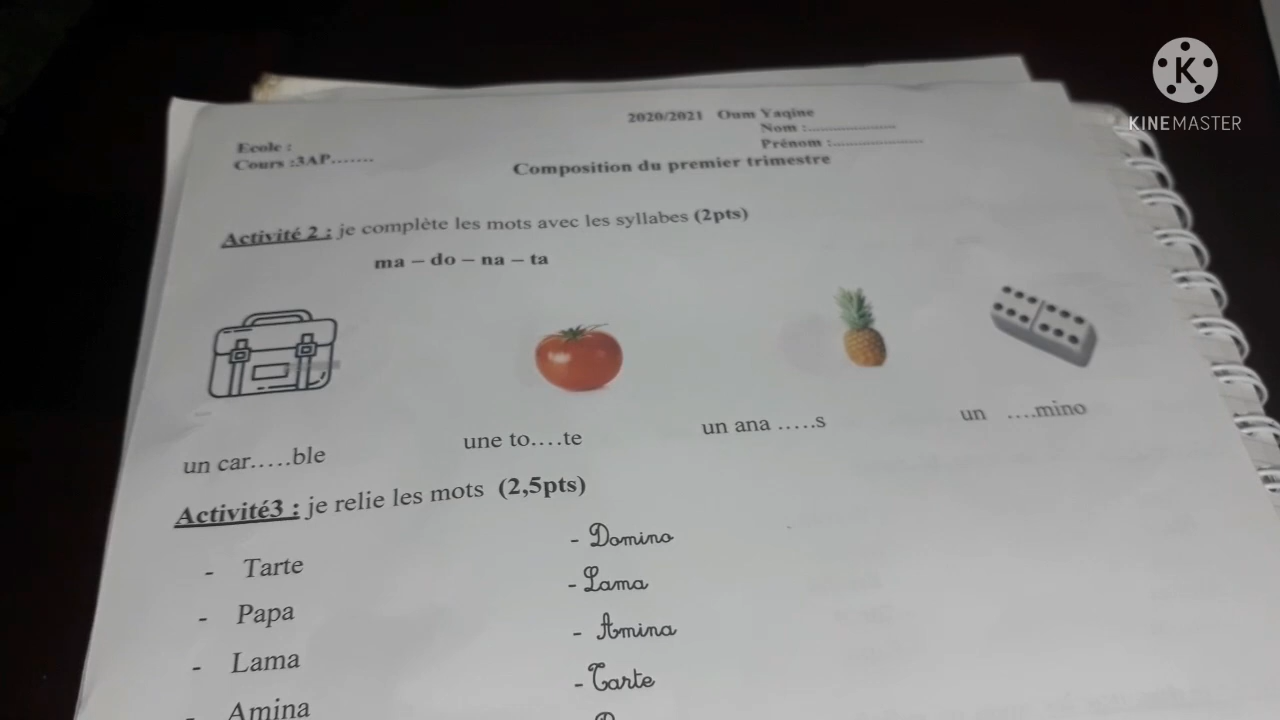 KINEMASTER
2020/2021 Oum Yaqine
Ecole : Nom :......................
Cours :3AP....... Prénom :......................
Composition du premier trimestre
Activité 2 : je complète les mots avec les syllabes (2pts)
ma – do – na – ta
un car.....ble une to....te un ana .....s un ....mino
Activité3 : je relie les mots (2,5pts)
- Tarte - Domino
- Papa - Lama
- Lama - Amina
- Amina - Tarte